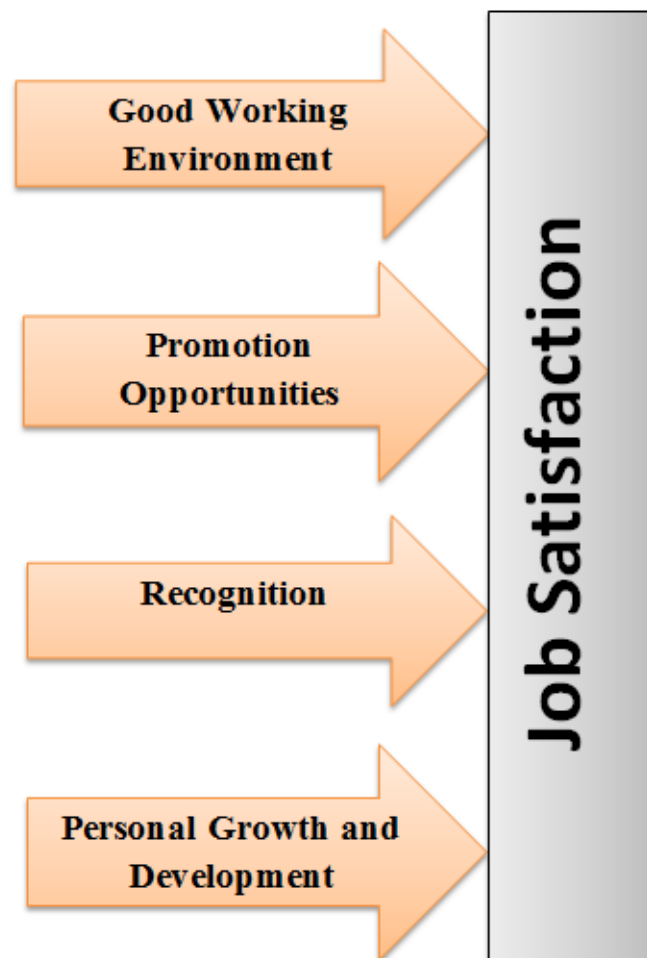 Good Working
Environment
Promotion
Opportunities
Recognition
Personal Growth and
Development
Job Satisfaction